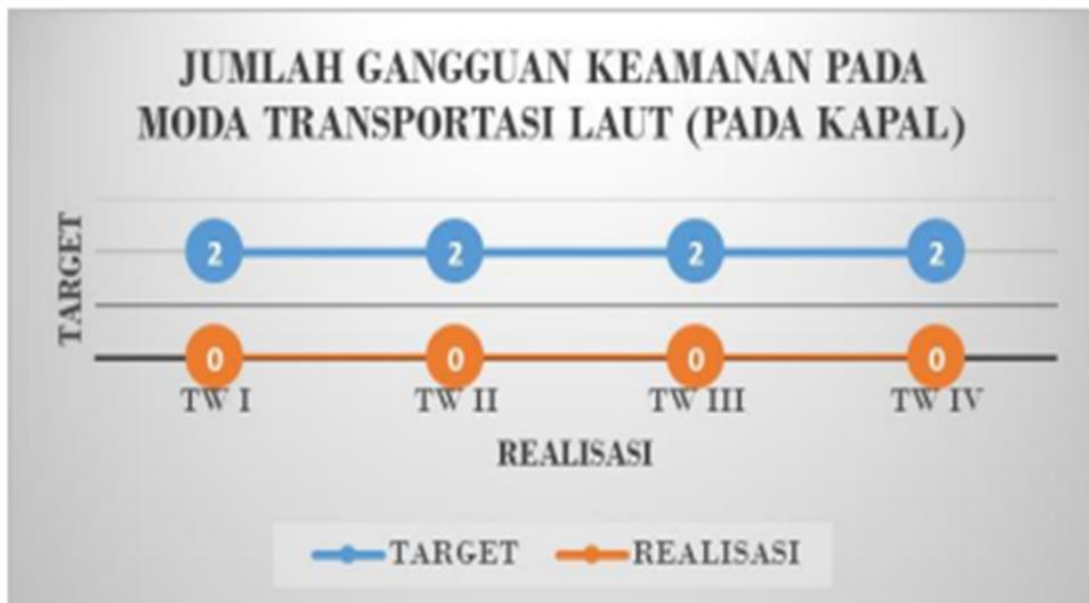 JUMLAH GANGGUAN KEAMANAN PADA
MODA TRANSPORTASI LAUT (PADA KAPAL)
TARGET
2 2 2 2
0 0 0 0
TW I TW II TW III TW IV
REALISASI
TARGET REALISASI